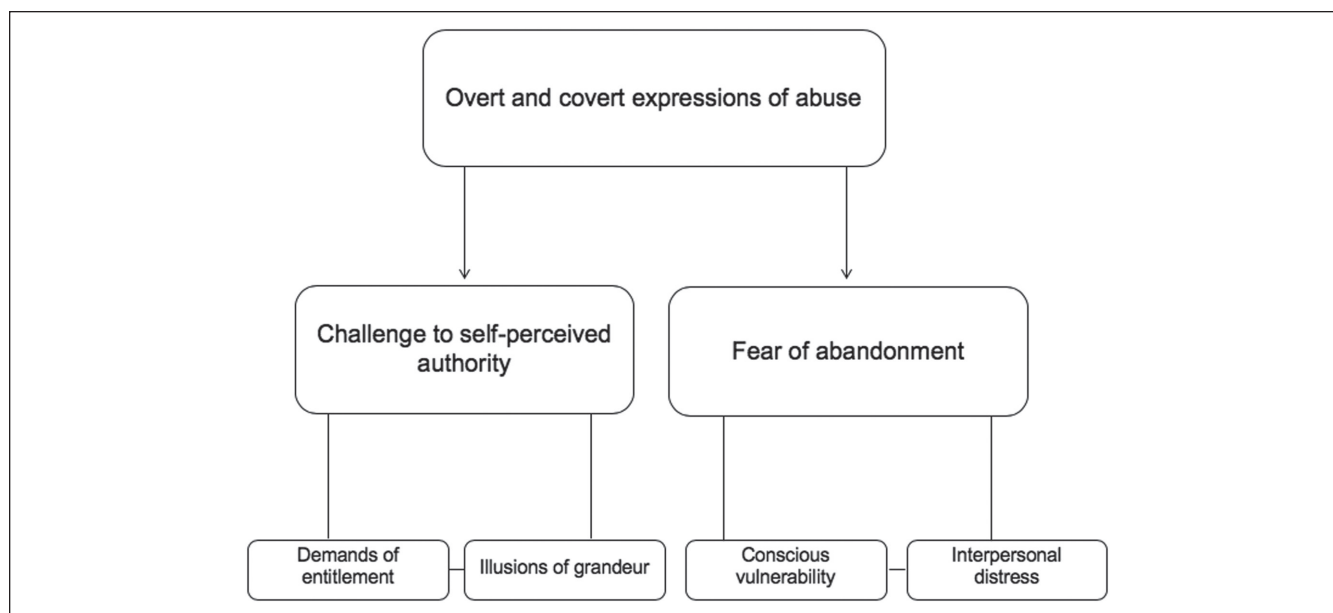 Overt and covert expressions of abuse
Challenge to self-perceived
authority
Fear of abandonment
Demands of
entitlement
Illusions of grandeur
Conscious
vulnerability
Interpersonal
distress